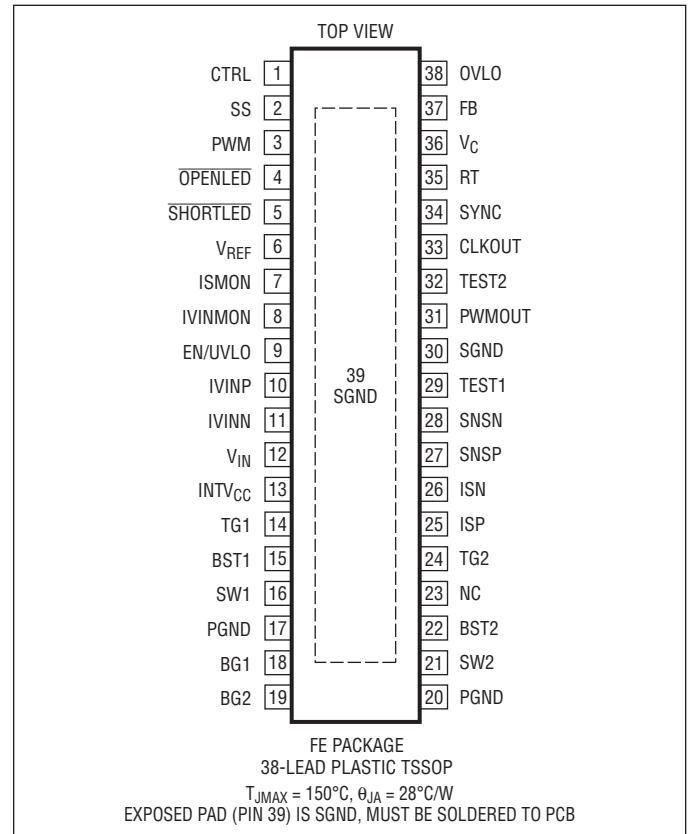 TOP VIEW
CTRL 1
SS 2
PWM 3
OPENLED 4
SHORTLED 5
VREF 6
ISMON 7
IVINMON 8
EN/UVLO 9
IVINP 10
IVINN 11
VIN 12
INTVCC 13
TG1 14
BST1 15
SW1 16
PGND 17
BG1 18
BG2 19
39
SGND
38 OVLO
37 FB
36 VC
35 RT
34 SYNC
33 CLKOUT
32 TEST2
31 PWMOUT
30 SGND
29 TEST1
28 SNSN
27 SNSP
26 ISN
25 ISP
24 TG2
23 NC
22 BST2
21 SW2
20 PGND
FE PACKAGE
38-LEAD PLASTIC TSSOP
TJMAX = 150°C, θJA = 28°C/W
EXPOSED PAD (PIN 39) IS SGND, MUST BE SOLDERED TO PCB